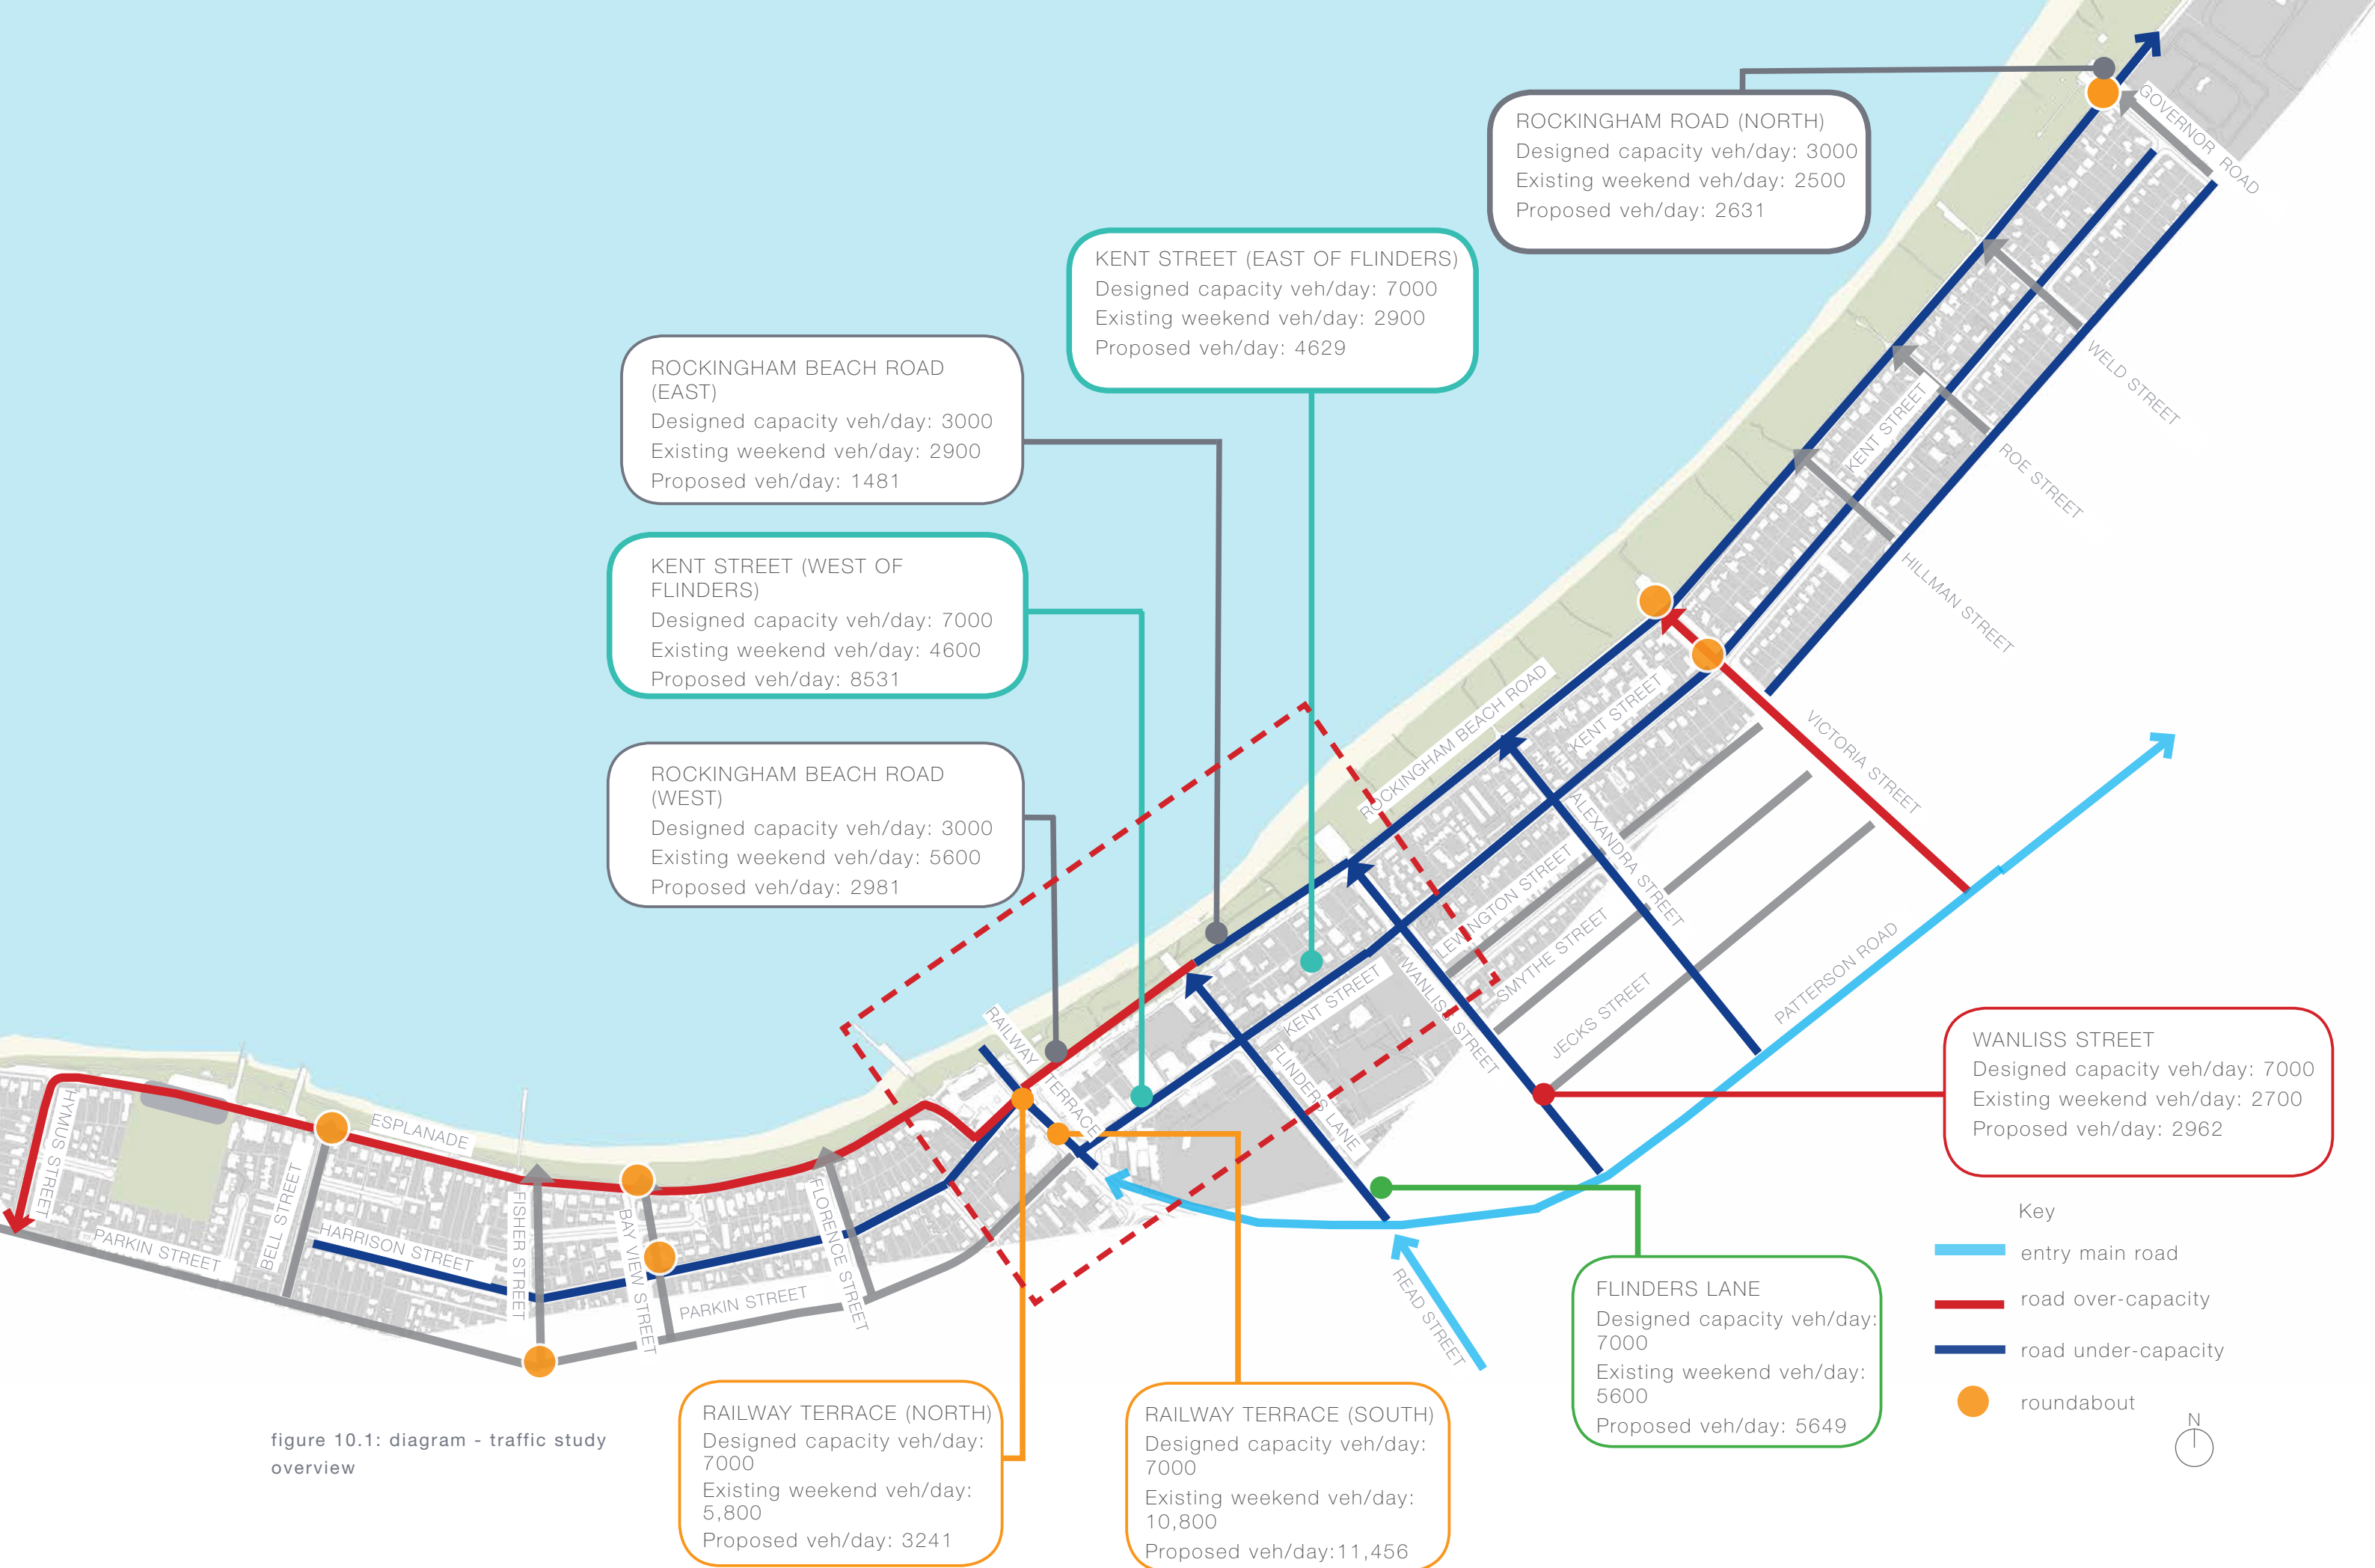 ROCKINGHAM ROAD (NORTH)
Designed capacity veh/day: 3000
Existing weekend veh/day: 2500
Proposed veh/day: 2631
GOVERNOR ROAD
KENT STREET (EAST OF FLINDERS)
Designed capacity veh/day: 7000
Existing weekend veh/day: 2900
Proposed veh/day: 4629
ROCKINGHAM BEACH ROAD
(EAST)
Designed capacity veh/day: 3000
Existing weekend veh/day: 2900
Proposed veh/day: 1481
KENT STREET (WEST OF
FLINDERS)
Designed capacity veh/day: 7000
Existing weekend veh/day: 4600
Proposed veh/day: 8531
ROCKINGHAM BEACH ROAD
(WEST)
Designed capacity veh/day: 3000
Existing weekend veh/day: 5600
Proposed veh/day: 2981
WELD STREET
ROE STREET
KENT STREET
HILLMAN STREET
ROCKINGHAM BEACH ROAD
KENT STREET
VICTORIA STREET
ALEXANDRA STREET
LEWINGTON STREET
SMYTHE STREET
JECKS STREET
PATTERSON ROAD
WANLISS STREET
KENT STREET
FLINDERS LANE
RAILWAY TERRACE
WANLISS STREET
Designed capacity veh/day: 7000
Existing weekend veh/day: 2700
Proposed veh/day: 2962
HYMUS STREET
ESPLANADE
PARKIN STREET
BELL STREET
HARRISON STREET
FISHER STREET
BAY VIEW STREET
FLORENCE STREET
PARKIN STREET
READ STREET
FLINDERS LANE
Designed capacity veh/day:
7000
Existing weekend veh/day:
5600
Proposed veh/day: 5649
Key
entry main road
road over-capacity
road under-capacity
roundabout
N
RAILWAY TERRACE (NORTH)
Designed capacity veh/day:
7000
Existing weekend veh/day:
5,800
Proposed veh/day: 3241
RAILWAY TERRACE (SOUTH)
Designed capacity veh/day:
7000
Existing weekend veh/day:
10,800
Proposed veh/day:11,456
figure 10.1: diagram - traffic study
overview